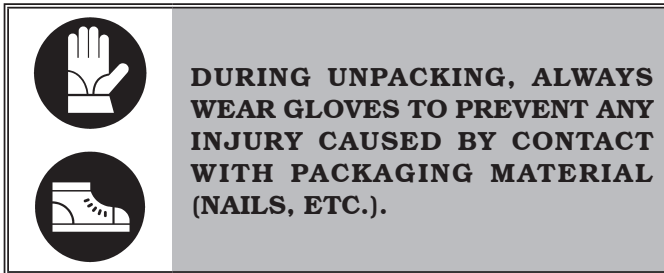 DURING UNPACKING, ALWAYS
WEAR GLOVES TO PREVENT ANY
INJURY CAUSED BY CONTACT
WITH PACKAGING MATERIAL
(NAILS, ETC.).